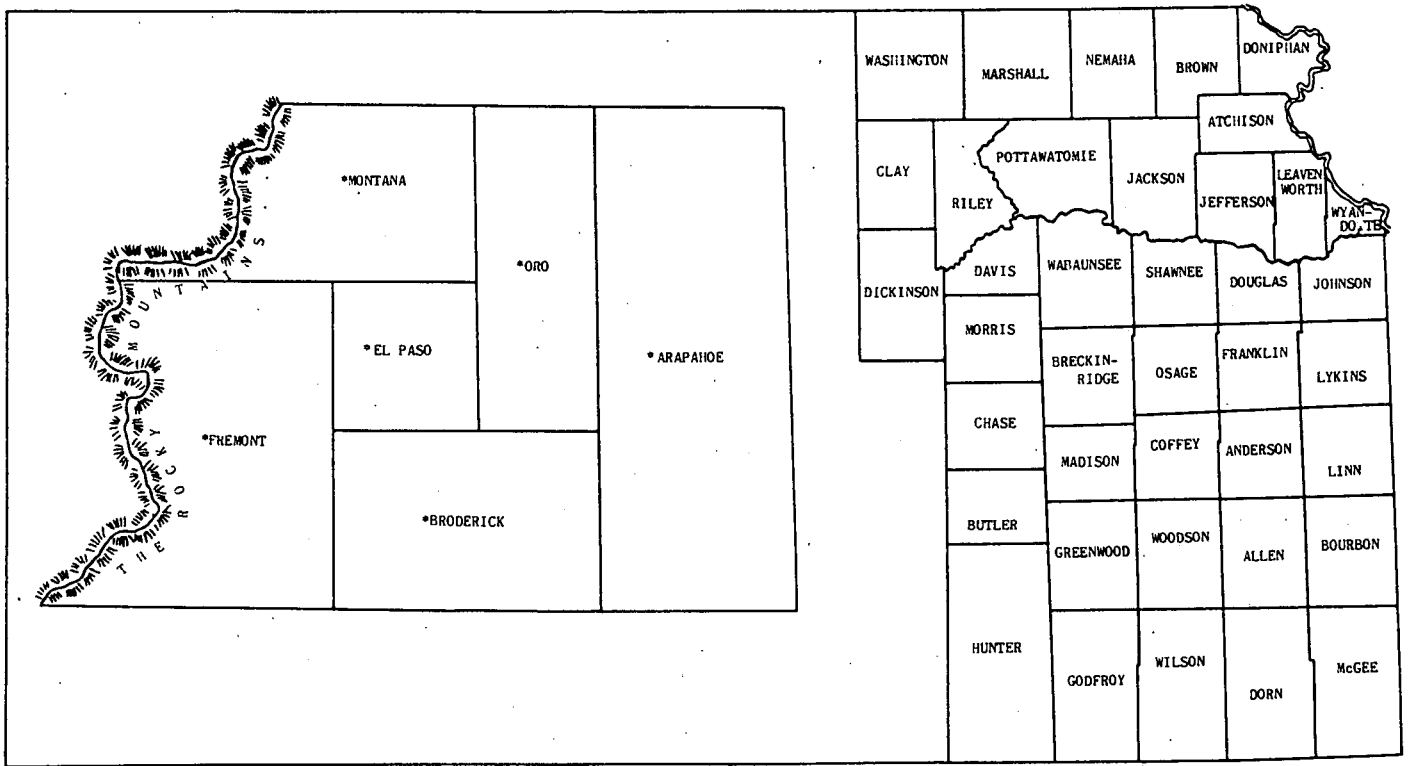 WASHINGTON
MARSHALL
NEMAHA
BROWN
DONIPHAN
ATCHISON
CLAY
RILEY
POTTAWATOMIE
JACKSON
JEFFERSON
LEAVEN
WORTH
WYAN-
DOTTE
*MONTANA
*ORO
*EL PASO
*ARAPAHOE
*FREMONT
*BRODERICK
THE ROCKY MOUNTAINS
DICKINSON
DAVIS
WABAUNSEE
SHAWNEE
DOUGLAS
JOHNSON
MORRIS
BRECKIN-
RIDGE
OSAGE
FRANKLIN
LYKINS
CHASE
MADISON
COFFEY
ANDERSON
LINN
BUTLER
GREENWOOD
WOODSON
ALLEN
BOURBON
HUNTER
GODFROY
WILSON
DORN
McGEE